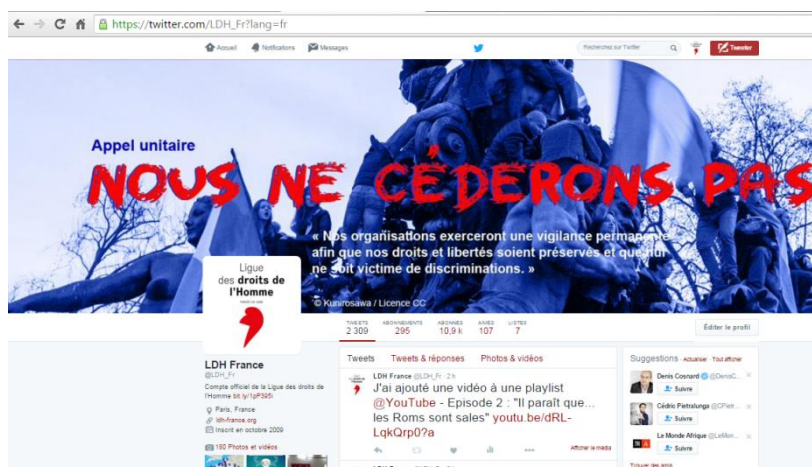 https://twitter.com/LDH_Fr?lang=fr
Accueil Notifications Messages
Recherchez sur Twitter
Tweeter
Appel unitaire
NOUS NE CÉDERONS PAS
« Nos organisations exerceront une vigilance permanente
afin que nos droits et libertés soient préservés et que nul
ne soit victime de discriminations. »
© Kunirosawa / Licence CC
Ligue
des droits de
l'Homme
TWEETS ABONNEMENTS ABONNÉS AIMÉS LISTES
2 309 295 10,9 k 107 7
Éditer le profil
LDH France
@LDH_Fr
Compte officiel de la Ligue des droits de
l'Homme bit.ly/1pP395i
Paris, France
ldh-france.org
Inscrit en octobre 2009
180 Photos et vidéos
Tweets Tweets & réponses Photos & vidéos
LDH France @LDH_Fr · 2 h
J'ai ajouté une vidéo à une playlist
@YouTube - Episode 2 : "Il paraît que...
les Roms sont sales" youtu.be/dRL-
LqkQrp0?a
Afficher le média
Suggestions · Actualiser · Tout afficher
Denis Cosnard @DenisC...
Suivre
Cédric Pietralunga @CPietr...
Suivre
Le Monde Afrique @LeMon...
Suivre
Trouver des amis